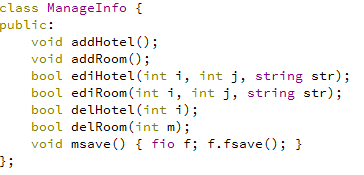 class ManageInfo {
public:
    void addHotel();
    void addRoom();
    bool ediHotel(int i, int j, string str);
    bool ediRoom(int i, int j, string str);
    bool delHotel(int i);
    bool delRoom(int m);
    void msave() { fio f; f.fsave(); }
};